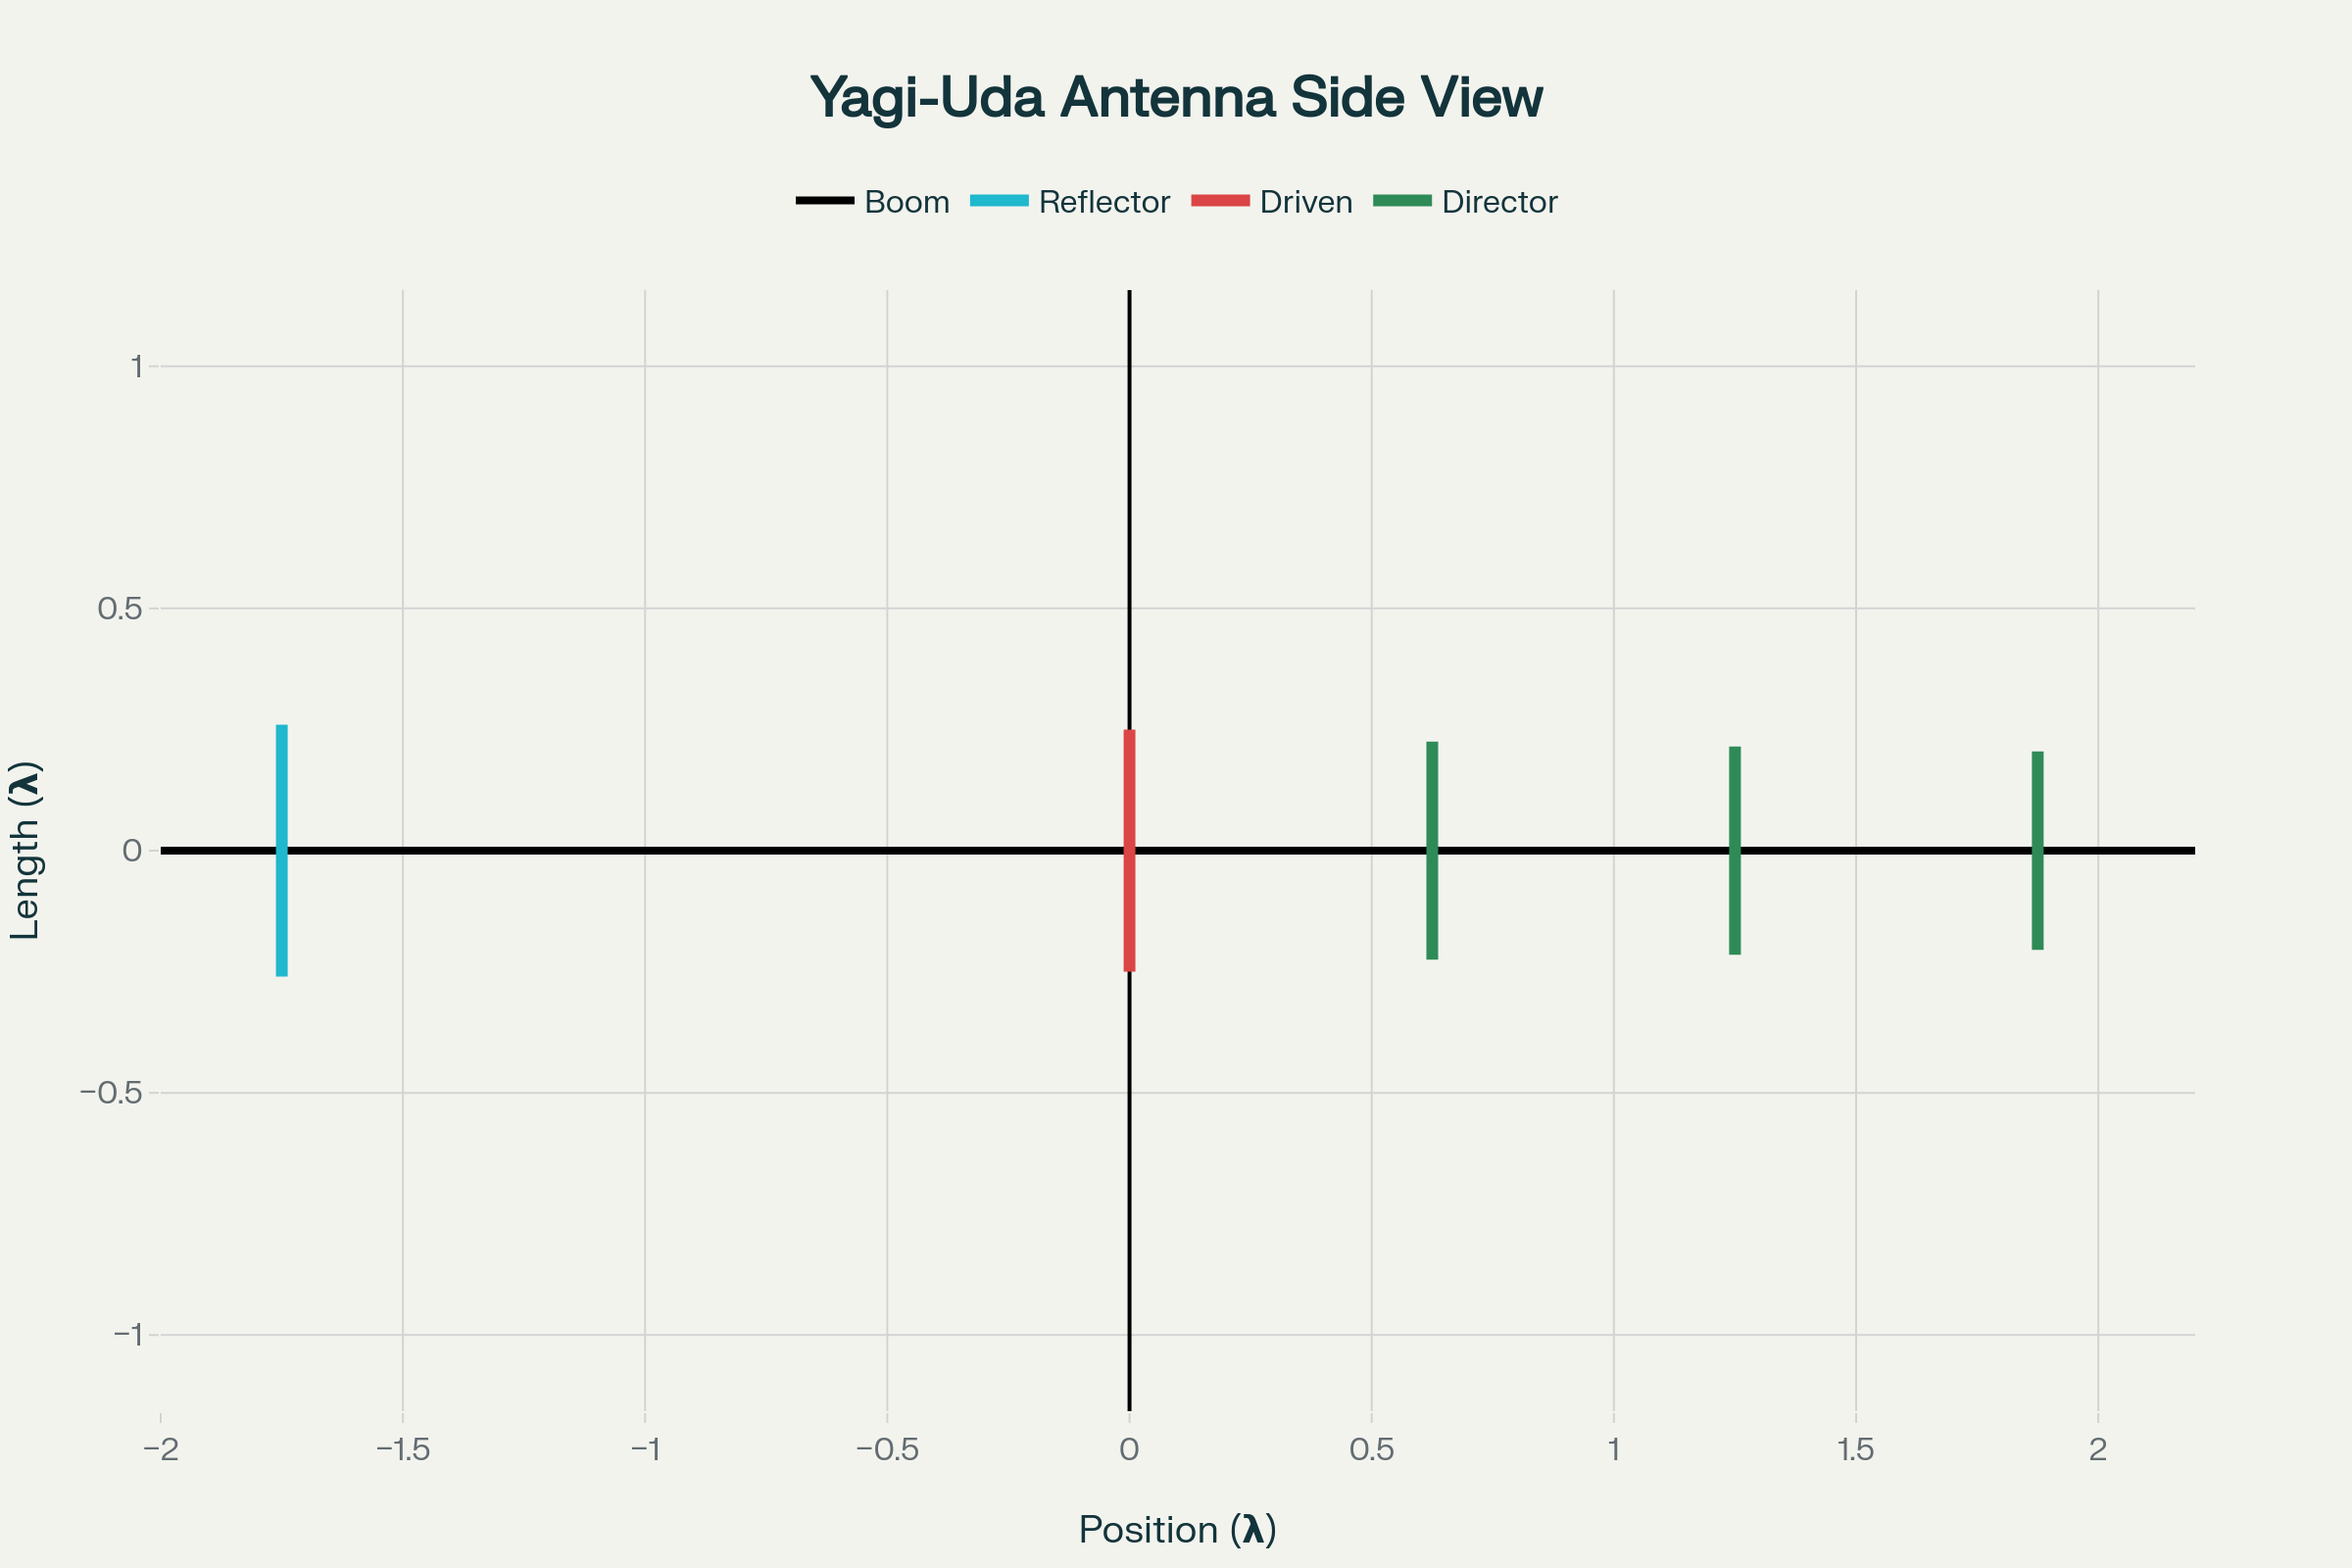 Yagi-Uda Antenna Side View
Boom Reflector Driven Director
1
0.5
0
−0.5
−1
Length (λ)
−2 −1.5 −1 −0.5 0 0.5 1 1.5 2
Position (λ)